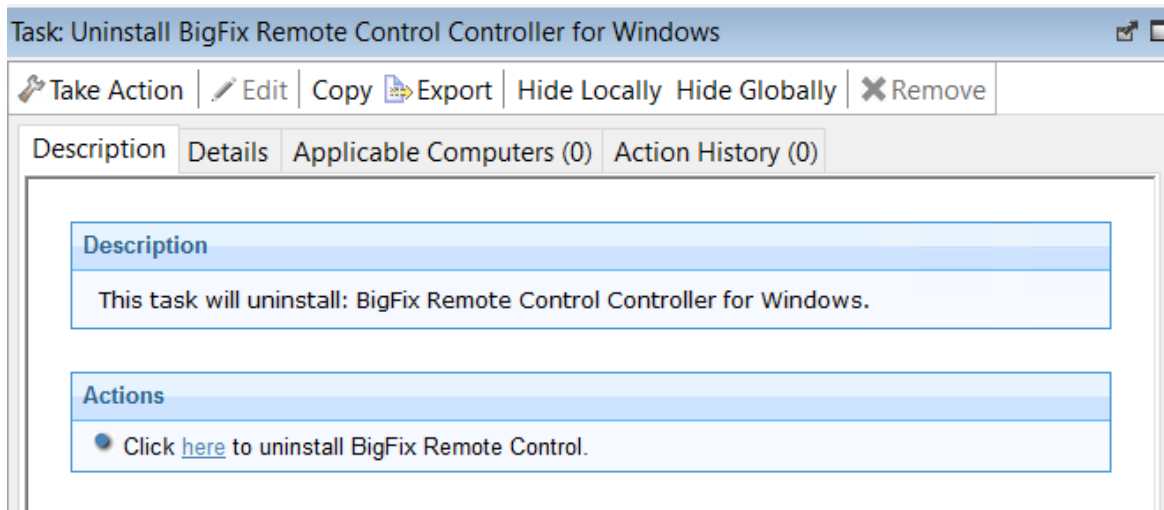 Task: Uninstall BigFix Remote Control Controller for Windows
Take Action Edit Copy Export Hide Locally Hide Globally Remove
Description Details Applicable Computers (0) Action History (0)
Description
This task will uninstall: BigFix Remote Control Controller for Windows.
Actions
Click here to uninstall BigFix Remote Control.